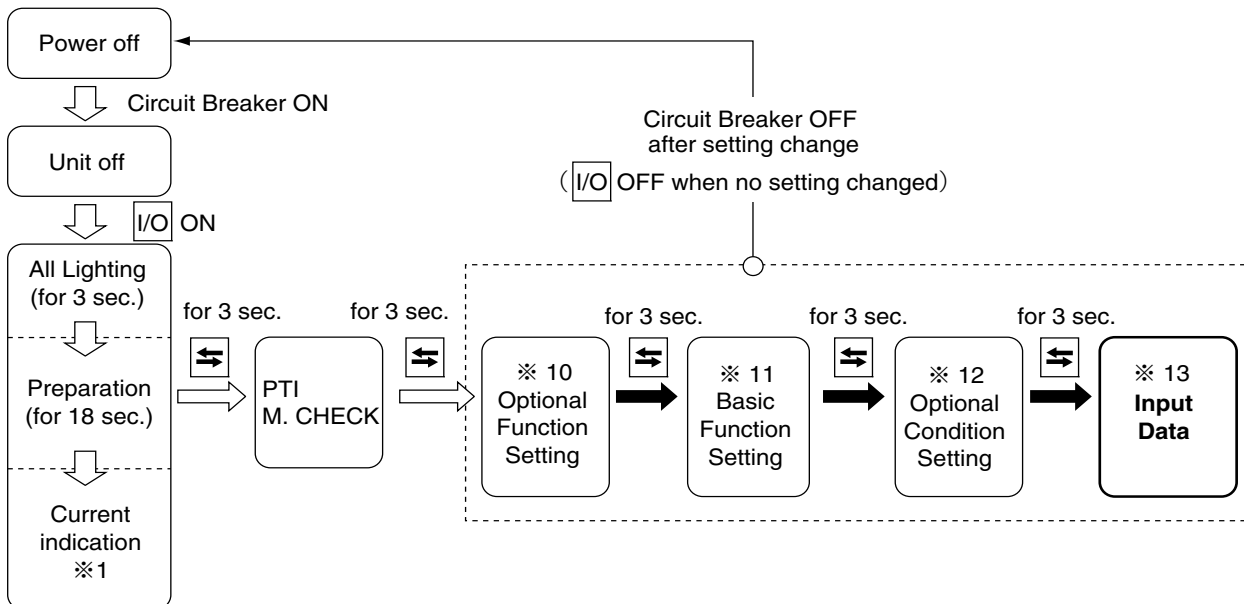 Power off
Circuit Breaker ON
Unit off
I/O ON
All Lighting
(for 3 sec.)
Preparation
(for 18 sec.)
Current
indication
※1
for 3 sec.
PTI
M. CHECK
for 3 sec.
Circuit Breaker OFF
after setting change
( I/O OFF when no setting changed)
※ 10
Optional
Function
Setting
for 3 sec.
※ 11
Basic
Function
Setting
for 3 sec.
※ 12
Optional
Condition
Setting
for 3 sec.
※ 13
Input
Data